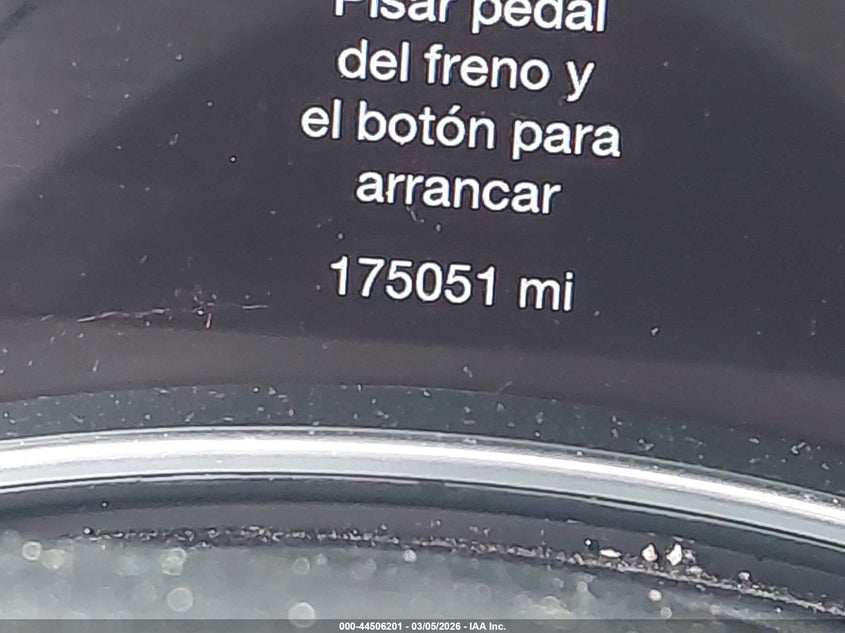 Pisar pedal
del freno y
el botón para
arrancar
175051 mi
000-44506201 - 03/05/2026 - IAA Inc.